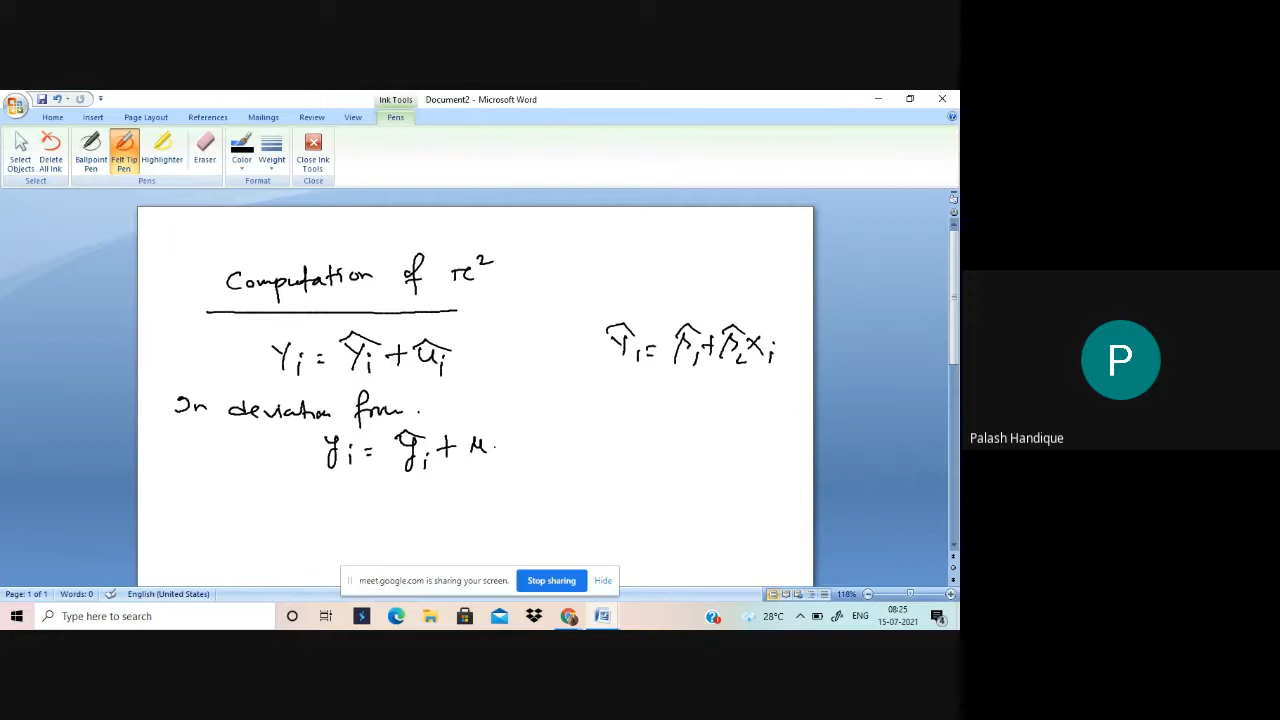 Ink Tools
Document2 - Microsoft Word
Home Insert Page Layout References Mailings Review View Pens
Select Objects
Delete All Ink
Ballpoint Pen
Felt Tip Pen
Highlighter
Eraser
Color
Weight
Close Ink Tools
Select Pens Format Close
Computation of r²
Yᵢ = Ŷᵢ + ûᵢ
Ŷᵢ = β̂₁ + β̂₂Xᵢ
In deviation form.
yᵢ = ŷᵢ + u
P
Palash Handique
meet.google.com is sharing your screen. Stop sharing Hide
Page: 1 of 1 Words: 0 English (United States) 118%
Type here to search
28°C ENG 08:25
15-07-2021
4